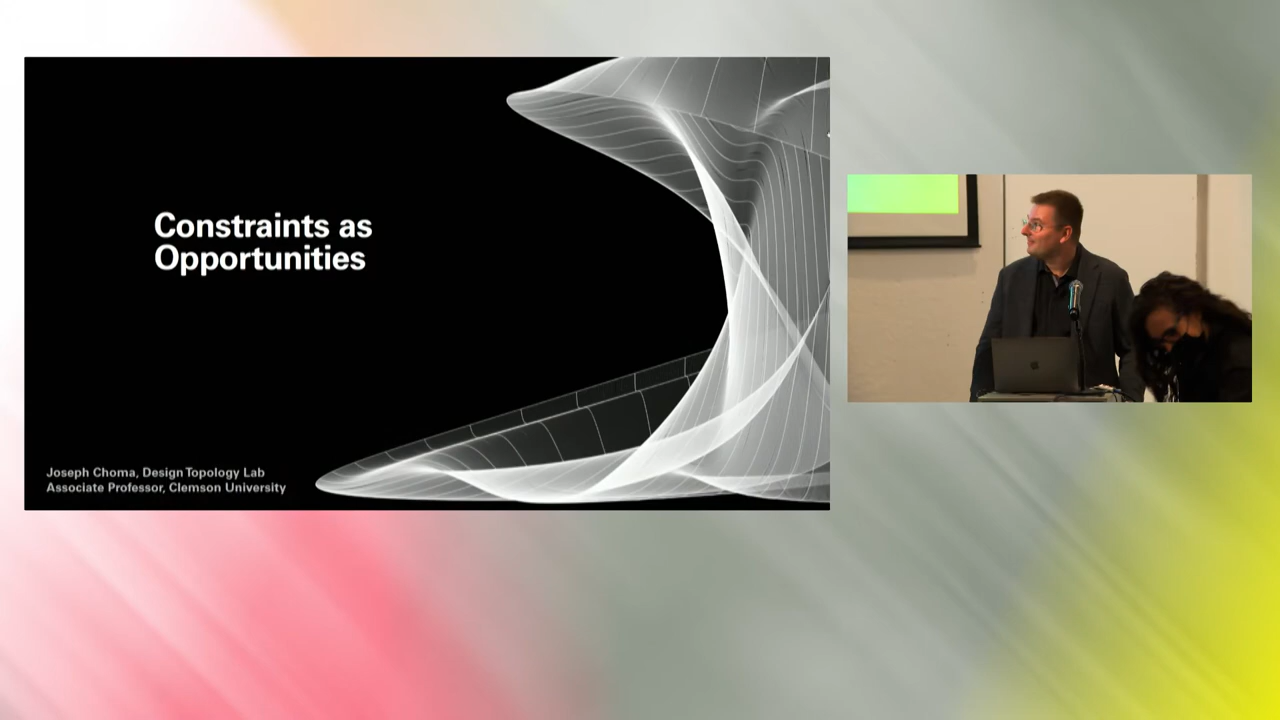 Constraints as
Opportunities
Joseph Choma, Design Topology Lab
Associate Professor, Clemson University